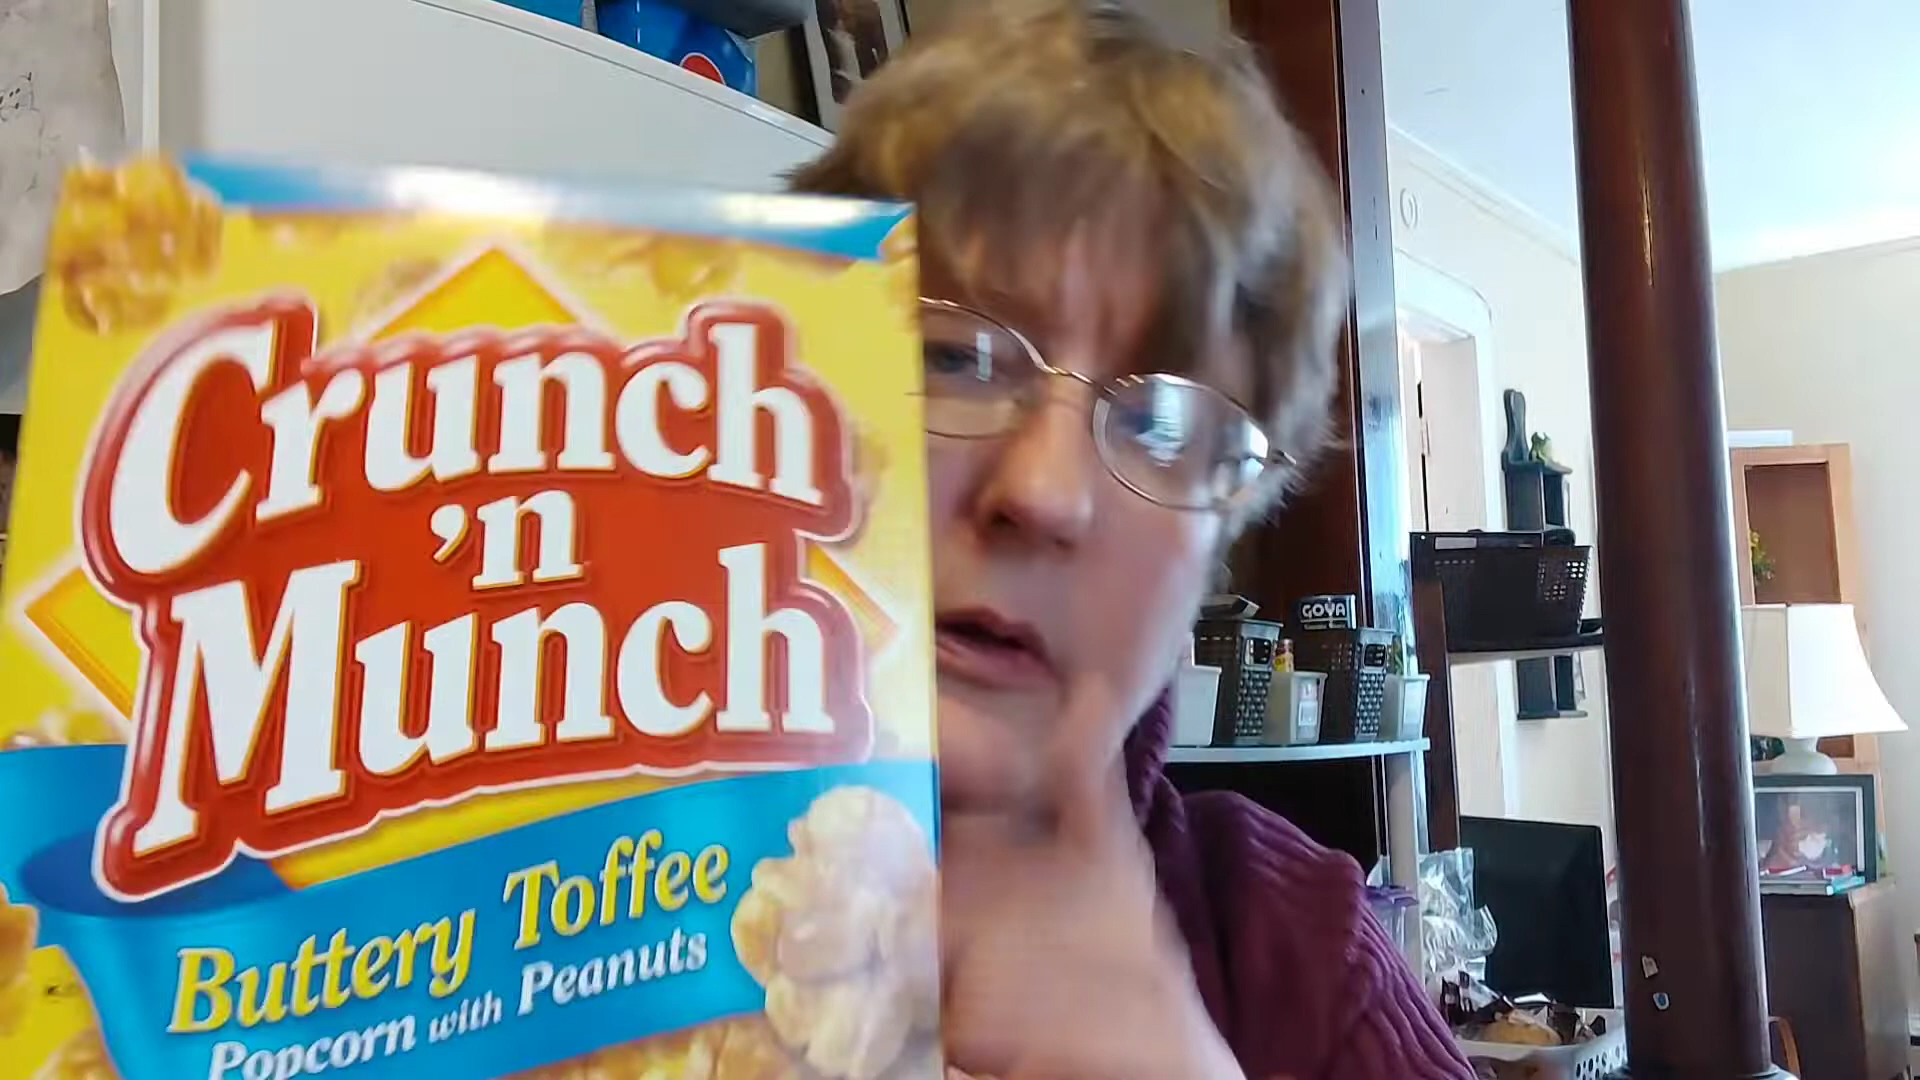 Crunch
'n
Munch
Buttery Toffee
Popcorn with Peanuts
GOYA